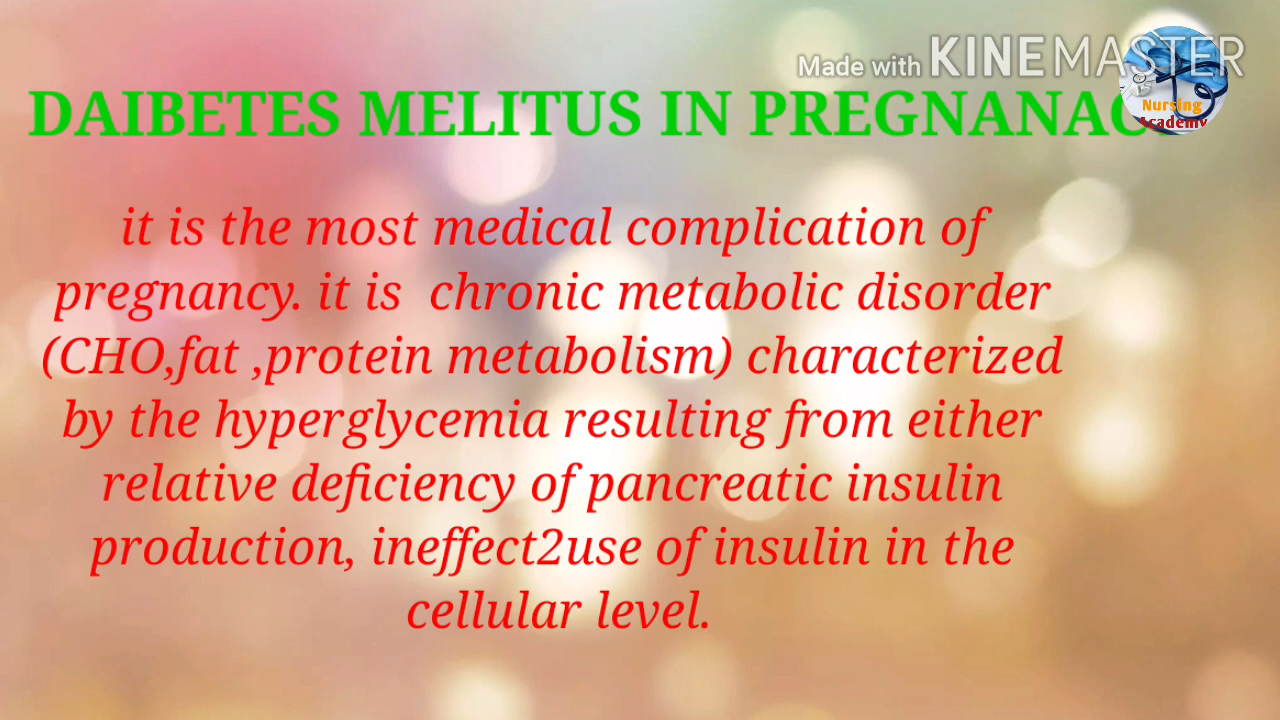 Made with KINEMASTER
DAIBETES MELITUS IN PREGNANAC
Nursing
Academy
it is the most medical complication of
pregnancy. it is chronic metabolic disorder
(CHO,fat ,protein metabolism) characterized
by the hyperglycemia resulting from either
relative deficiency of pancreatic insulin
production, ineffect2use of insulin in the
cellular level.